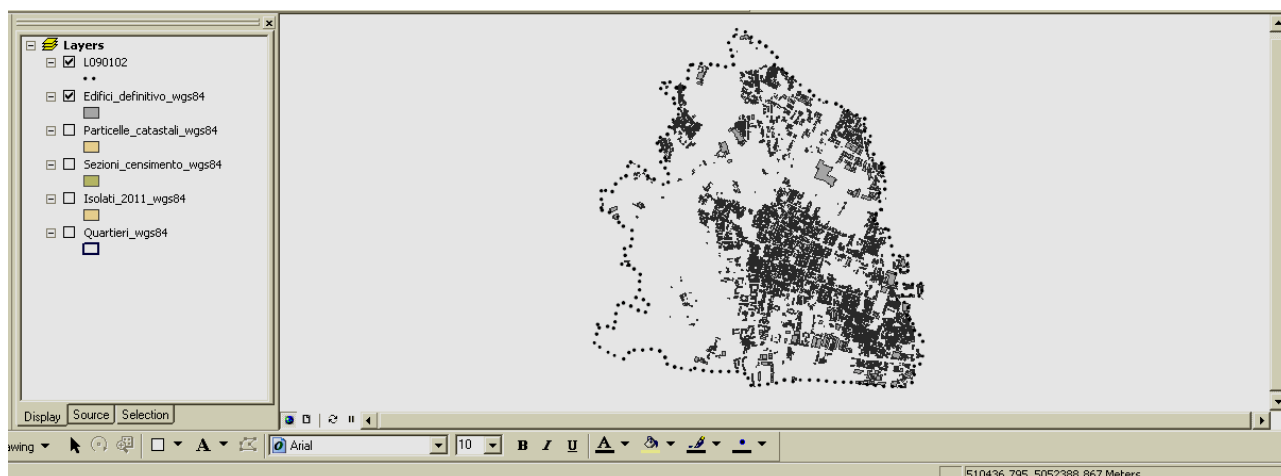 Layers
L090102
Edifici_definitivo_wgs84
Particelle_catastali_wgs84
Sezioni_censimento_wgs84
Isolati_2011_wgs84
Quartieri_wgs84
Display Source Selection
awing A Arial 10 B I U A
510436,795 5052388,867 Meters